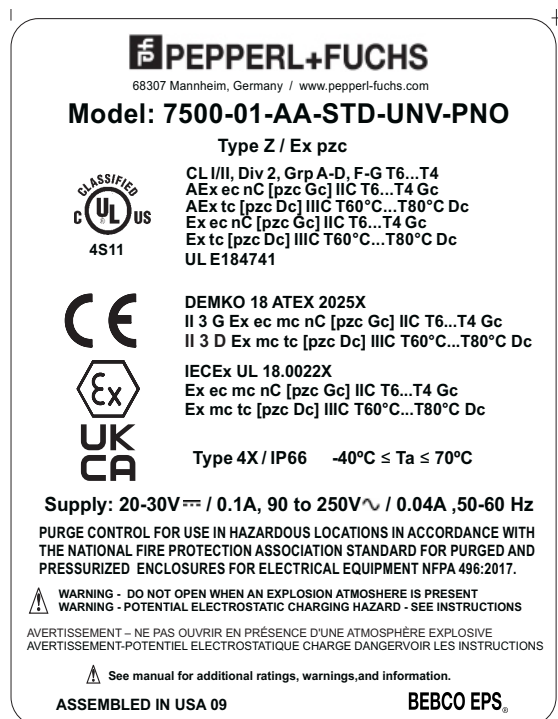 PEPPERL+FUCHS
68307 Mannheim, Germany / www.pepperl-fuchs.com
Model: 7500-01-AA-STD-UNV-PNO
Type Z / Ex pzc
CLASSIFIED
C UL US
®
4S11
CL I/II, Div 2, Grp A-D, F-G T6...T4
AEx ec nC [pzc Gc] IIC T6...T4 Gc
AEx tc [pzc Dc] IIIC T60°C...T80°C Dc
Ex ec nC [pzc Gc] IIC T6...T4 Gc
Ex tc [pzc Dc] IIIC T60°C...T80°C Dc
UL E184741
CE
DEMKO 18 ATEX 2025X
II 3 G Ex ec mc nC [pzc Gc] IIC T6...T4 Gc
II 3 D Ex mc tc [pzc Dc] IIIC T60°C...T80°C Dc
Ex
IECEx UL 18.0022X
Ex ec mc nC [pzc Gc] IIC T6...T4 Gc
Ex mc tc [pzc Dc] IIIC T60°C...T80°C Dc
UK
CA
Type 4X / IP66 -40ºC ≤ Ta ≤ 70ºC
Supply: 20-30V⎓ / 0.1A, 90 to 250V∿ / 0.04A ,50-60 Hz
PURGE CONTROL FOR USE IN HAZARDOUS LOCATIONS IN ACCORDANCE WITH
THE NATIONAL FIRE PROTECTION ASSOCIATION STANDARD FOR PURGED AND
PRESSURIZED ENCLOSURES FOR ELECTRICAL EQUIPMENT NFPA 496:2017.
WARNING - DO NOT OPEN WHEN AN EXPLOSION ATMOSHERE IS PRESENT
WARNING - POTENTIAL ELECTROSTATIC CHARGING HAZARD - SEE INSTRUCTIONS
AVERTISSEMENT – NE PAS OUVRIR EN PRÉSENCE D'UNE ATMOSPHÈRE EXPLOSIVE
AVERTISSEMENT-POTENTIEL ELECTROSTATIQUE CHARGE DANGERVOIR LES INSTRUCTIONS
See manual for additional ratings, warnings,and information.
ASSEMBLED IN USA 09
BEBCO EPS®